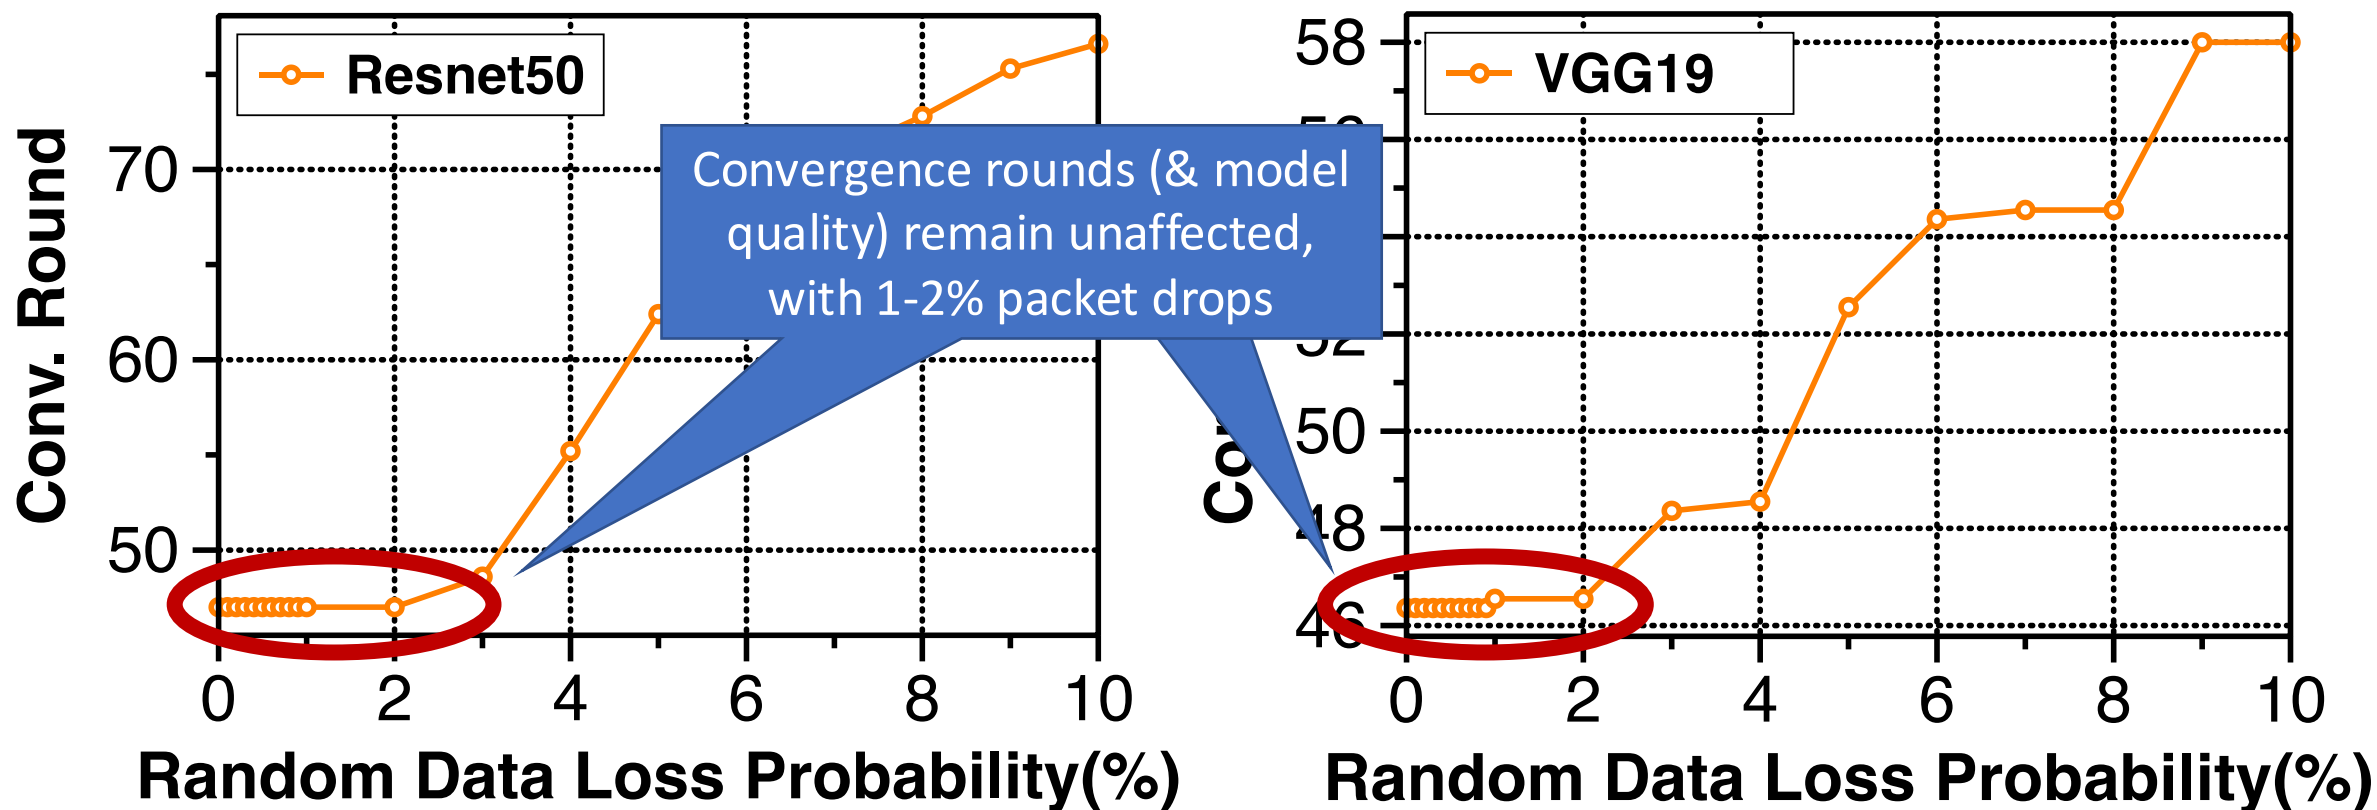 Resnet50
Conv. Round
70
60
50
0 2 4 6 8 10
Random Data Loss Probability(%)
Convergence rounds (& model
quality) remain unaffected,
with 1-2% packet drops
VGG19
58
52
50
48
46
0 2 4 6 8 10
Random Data Loss Probability(%)